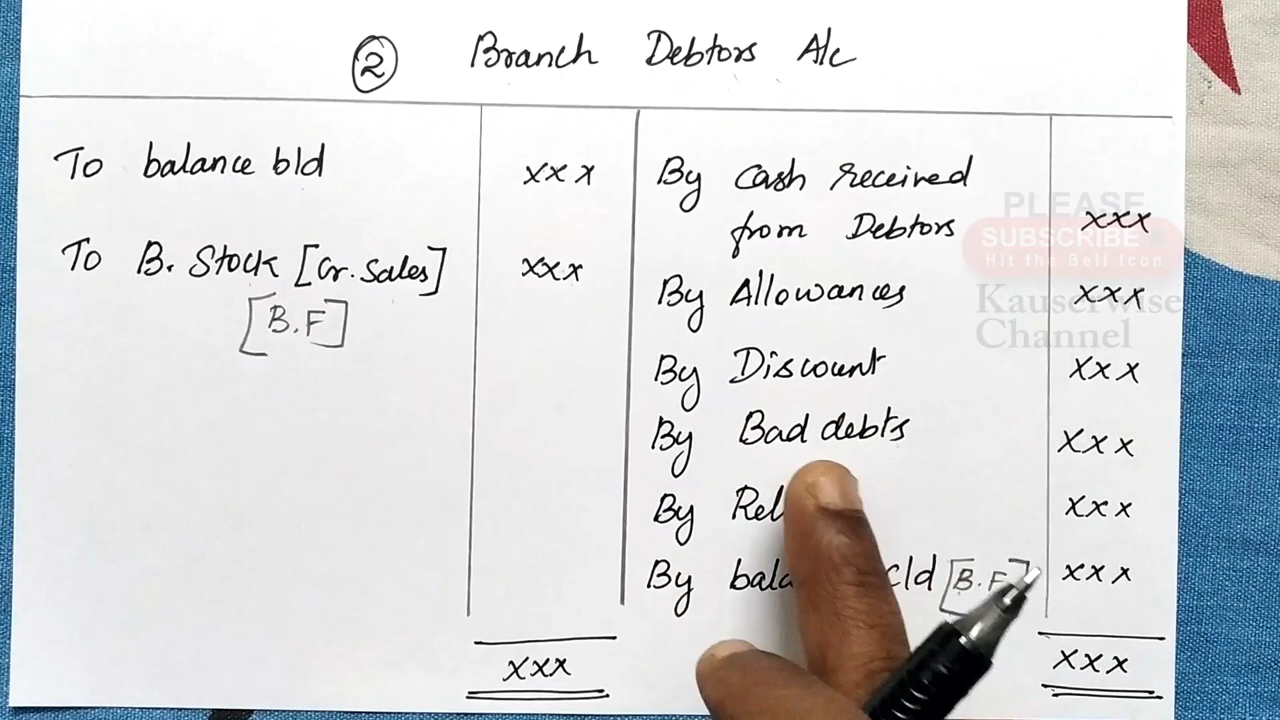 ② Branch Debtors A/c
To balance b/d xxx
To B. Stock [Cr. Sales] xxx
[B.F]
By Cash received
from Debtors xxx
By Allowances xxx
By Discount xxx
By Bad debts xxx
By xxx
By c/d [B.F] xxx
xxx xxx
PLEASE
SUBSCRIBE
Hit the Bell Icon
Kauserwise
Channel